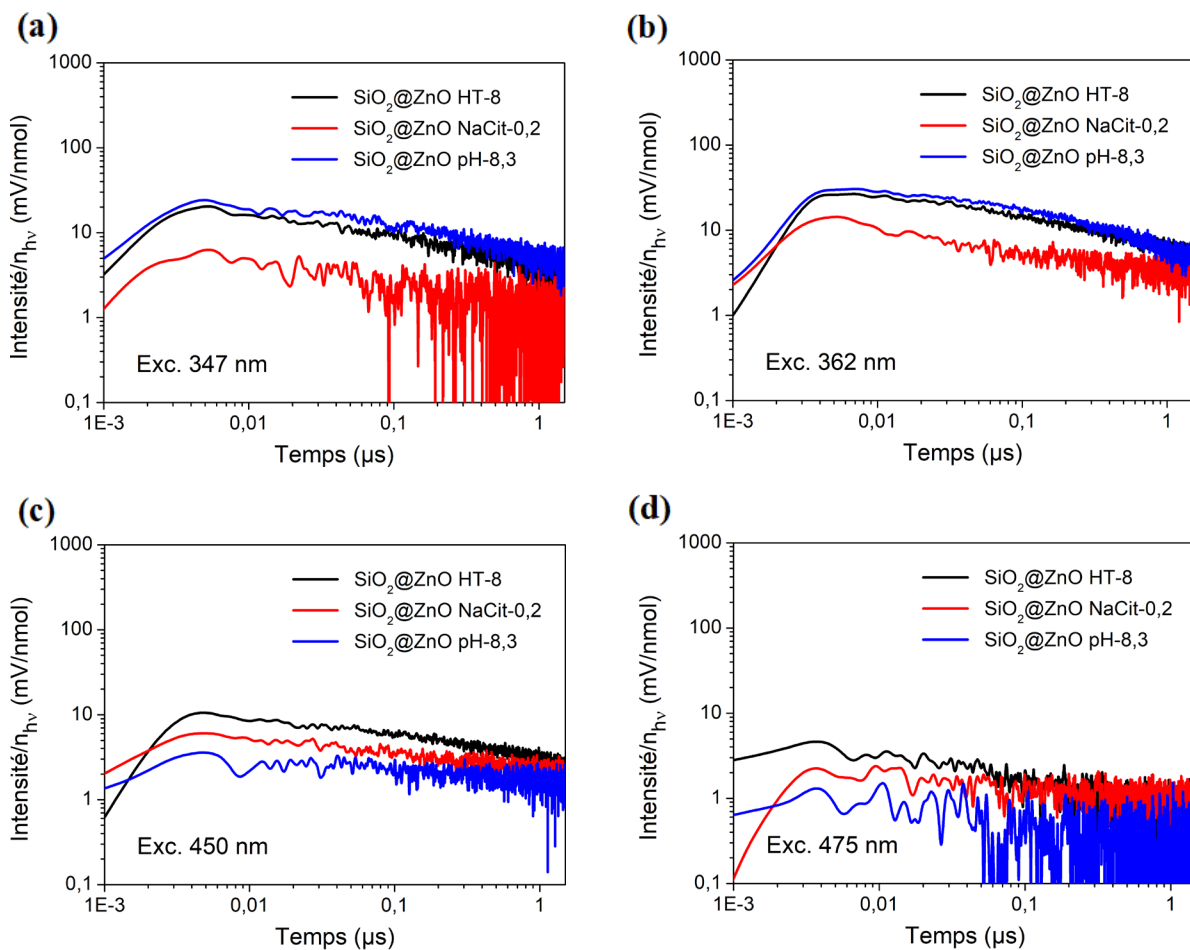 (a)
1000
100
10
1
0,1
1E-3
0,01
0,1
1
Intensité/nhν (mV/nmol)
Temps (µs)
SiO2@ZnO HT-8
SiO2@ZnO NaCit-0,2
SiO2@ZnO pH-8,3
Exc. 347 nm
(b)
1000
100
10
1
0,1
1E-3
0,01
0,1
1
Intensité/nhν (mV/nmol)
Temps (µs)
SiO2@ZnO HT-8
SiO2@ZnO NaCit-0,2
SiO2@ZnO pH-8,3
Exc. 362 nm
(c)
1000
100
10
1
0,1
1E-3
0,01
0,1
1
Intensité/nhν (mV/nmol)
Temps (µs)
SiO2@ZnO HT-8
SiO2@ZnO NaCit-0,2
SiO2@ZnO pH-8,3
Exc. 450 nm
(d)
1000
100
10
1
0,1
1E-3
0,01
0,1
1
Intensité/nhν (mV/nmol)
Temps (µs)
SiO2@ZnO HT-8
SiO2@ZnO NaCit-0,2
SiO2@ZnO pH-8,3
Exc. 475 nm